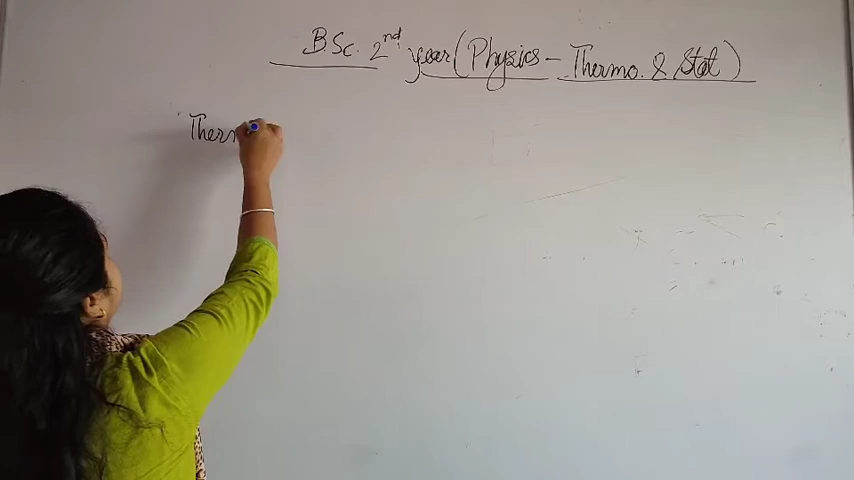 B.Sc. 2nd year (Physics - Thermo. & Stat)
Therm